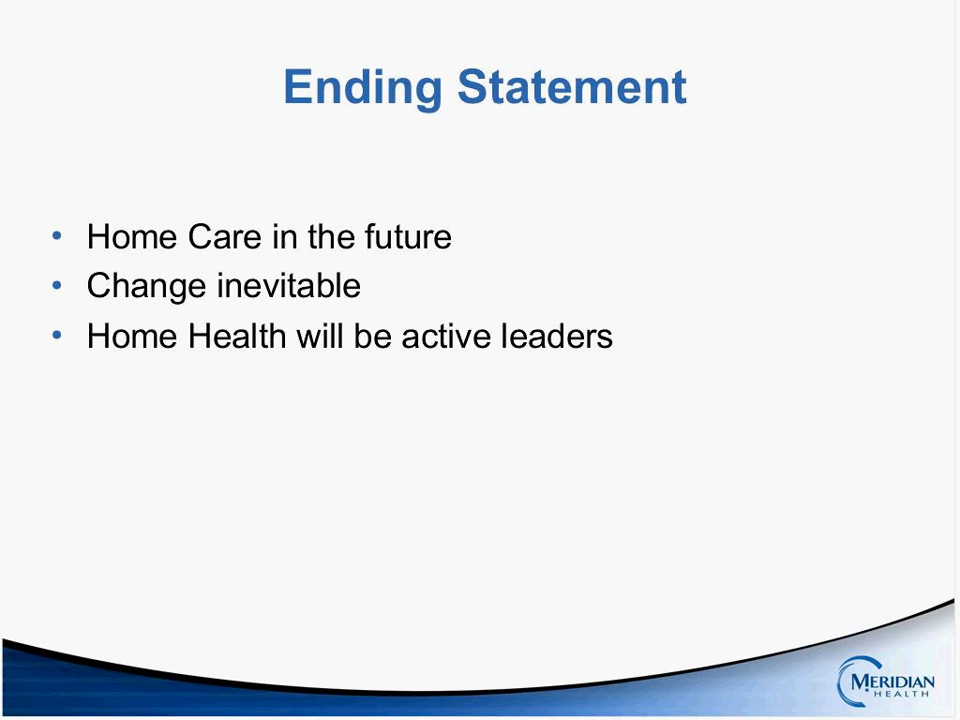 Ending Statement
• Home Care in the future
• Change inevitable
• Home Health will be active leaders
MERIDIAN
HEALTH